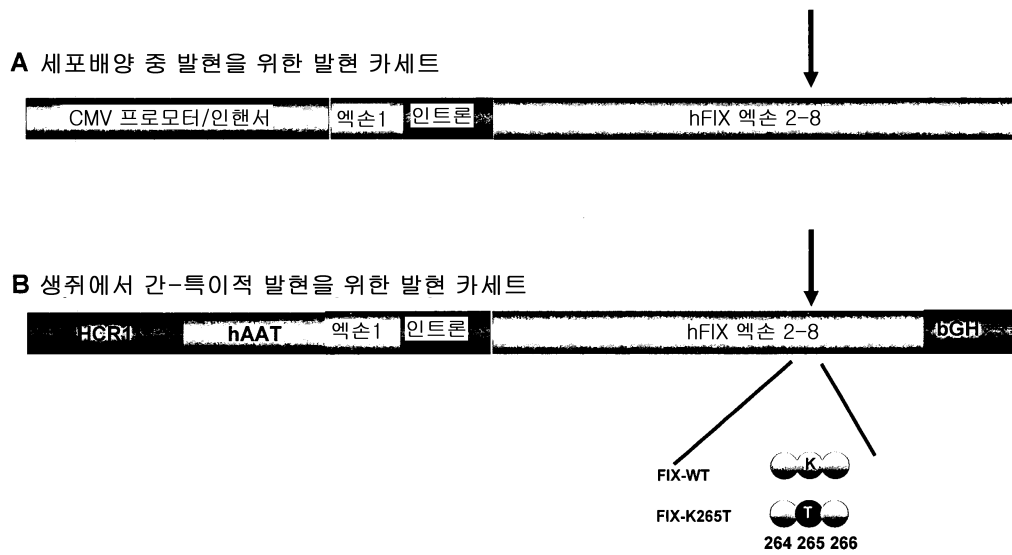 A 세포배양 중 발현을 위한 발현 카세트
CMV 프로모터/인핸서 엑손1 인트론 hFIX 엑손 2-8
B 생쥐에서 간-특이적 발현을 위한 발현 카세트
HCR1 hAAT 엑손1 인트론 hFIX 엑손 2-8 bGH
FIX-WT K
FIX-K265T T
264 265 266